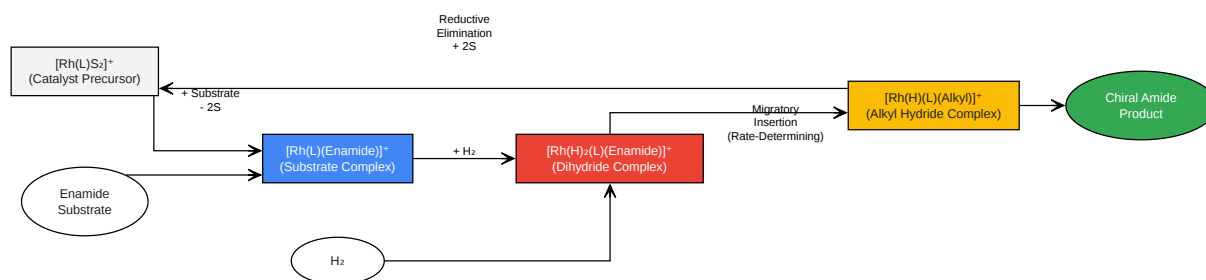 Reductive
Elimination
+ 2S
[Rh(L)S₂]⁺
(Catalyst Precursor)
+ Substrate
- 2S
[Rh(H)(L)(Alkyl)]⁺
(Alkyl Hydride Complex)
Chiral Amide
Product
Migratory
Insertion
(Rate-Determining)
[Rh(L)(Enamide)]⁺
(Substrate Complex)
+ H₂
[Rh(H)₂(L)(Enamide)]⁺
(Dihydride Complex)
Enamide
Substrate
H₂